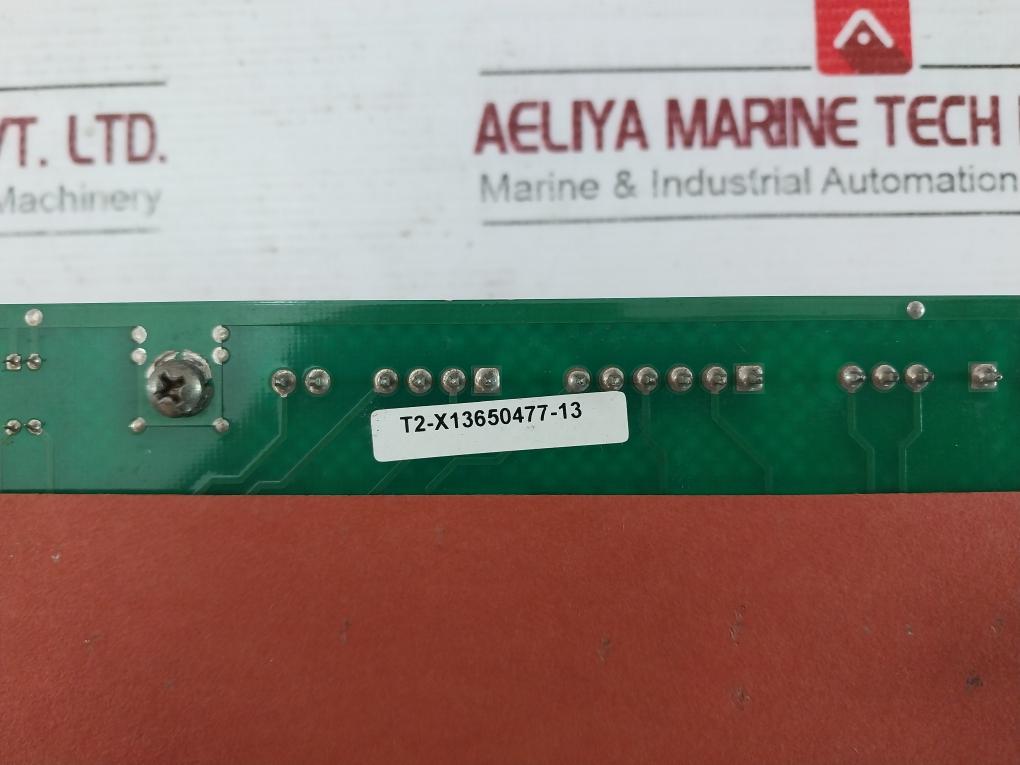 VT. LTD.
Machinery
AELIYA MARINE TECH
Marine & Industrial Automation
T2-X13650477-13